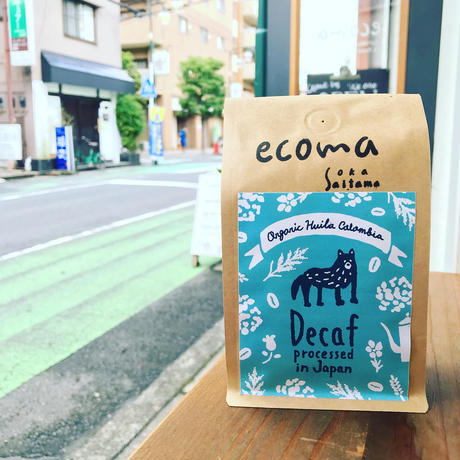 ecoma
soka
Saitama
Organic Huila Colombia
Decaf
processed
in Japan